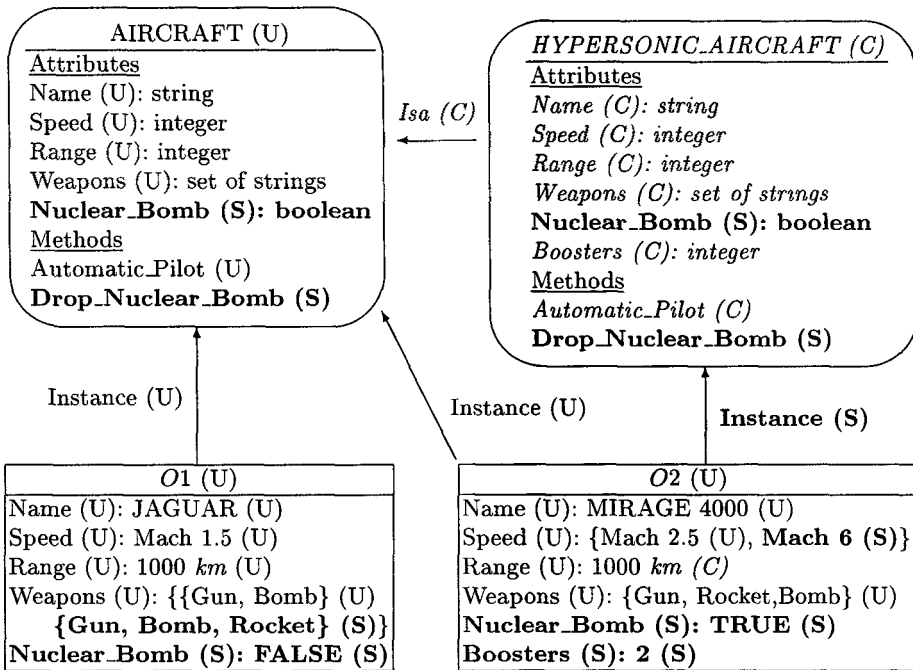 AIRCRAFT (U)
Attributes
Name (U): string
Speed (U): integer
Range (U): integer
Weapons (U): set of strings
Nuclear_Bomb (S): boolean
Methods
Automatic_Pilot (U)
Drop_Nuclear_Bomb (S)
Isa (C)
HYPERSONIC_AIRCRAFT (C)
Attributes
Name (C): string
Speed (C): integer
Range (C): integer
Weapons (C): set of strings
Nuclear_Bomb (S): boolean
Boosters (C): integer
Methods
Automatic_Pilot (C)
Drop_Nuclear_Bomb (S)
Instance (U)
Instance (U)
Instance (S)
O1 (U)
Name (U): JAGUAR (U)
Speed (U): Mach 1.5 (U)
Range (U): 1000 km (U)
Weapons (U): {{Gun, Bomb} (U)
{Gun, Bomb, Rocket} (S)}
Nuclear_Bomb (S): FALSE (S)
O2 (U)
Name (U): MIRAGE 4000 (U)
Speed (U): {Mach 2.5 (U), Mach 6 (S)}
Range (U): 1000 km (C)
Weapons (U): {Gun, Rocket,Bomb} (U)
Nuclear_Bomb (S): TRUE (S)
Boosters (S): 2 (S)